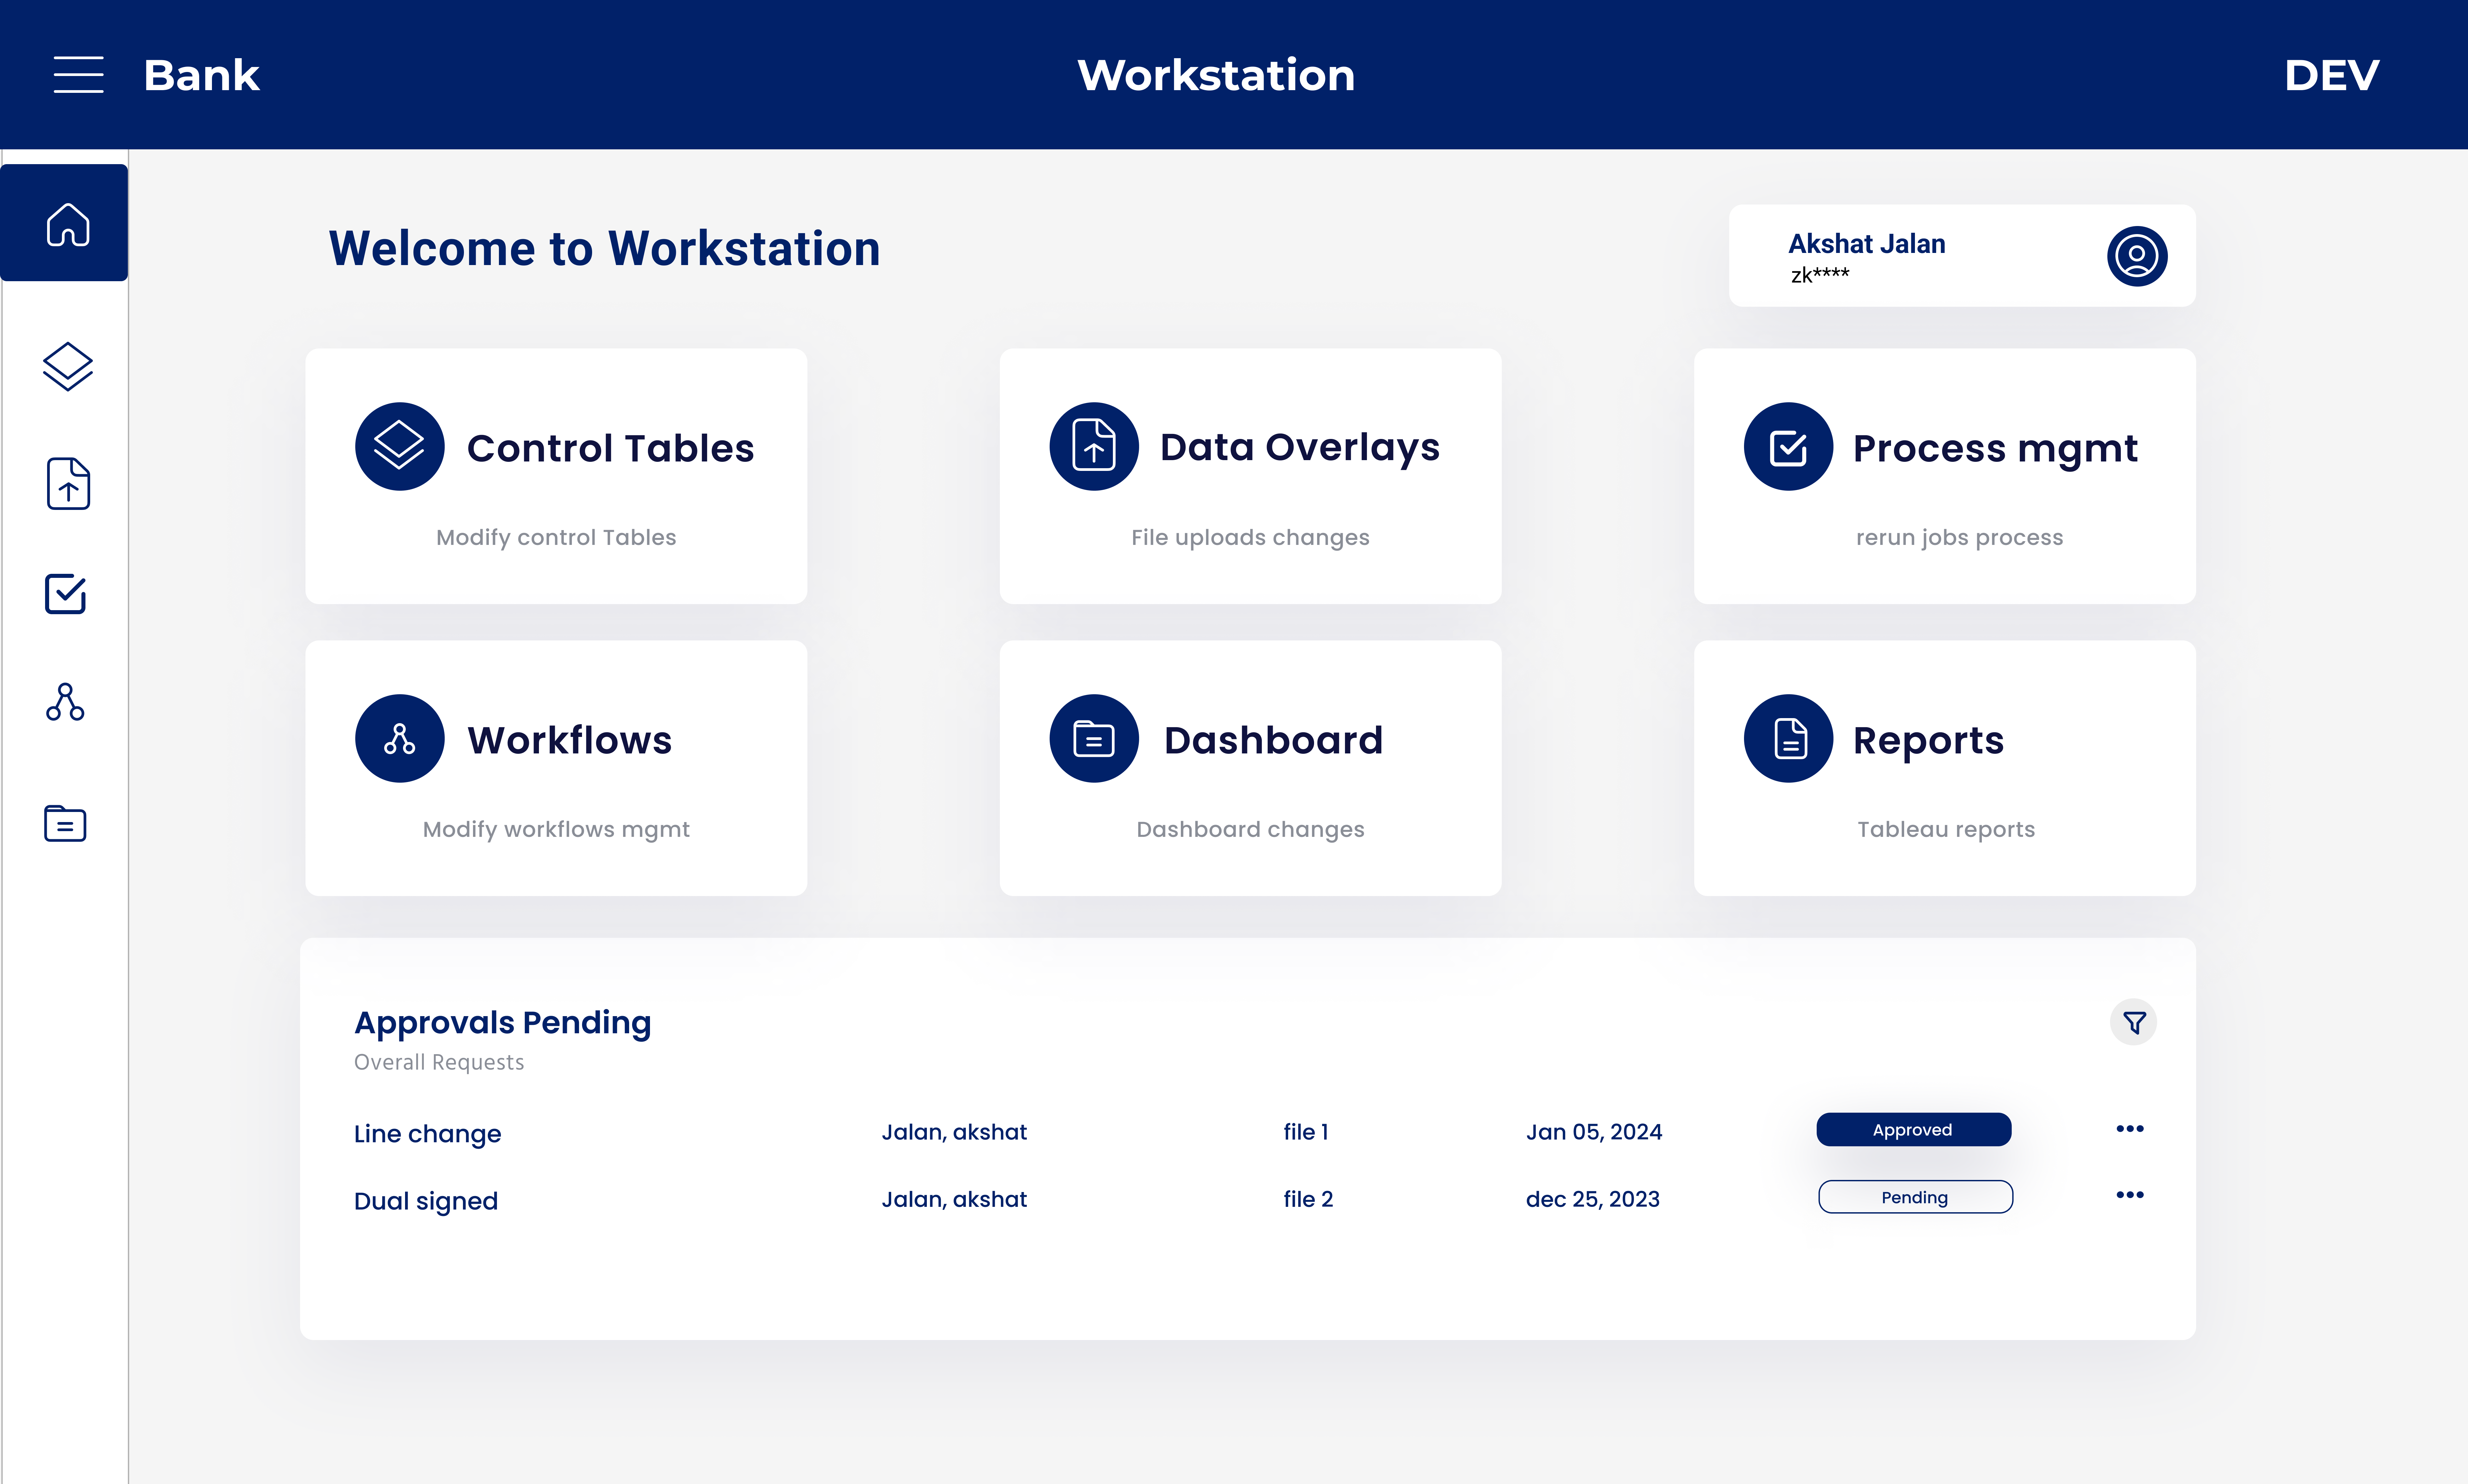 Bank
Workstation
DEV
Welcome to Workstation
Akshat Jalan
zk****
Control Tables
Modify control Tables
Data Overlays
File uploads changes
Process mgmt
rerun jobs process
Workflows
Modify workflows mgmt
Dashboard
Dashboard changes
Reports
Tableau reports
Approvals Pending
Overall Requests
Line change Jalan, akshat file 1 Jan 05, 2024 Approved
Dual signed Jalan, akshat file 2 dec 25, 2023 Pending